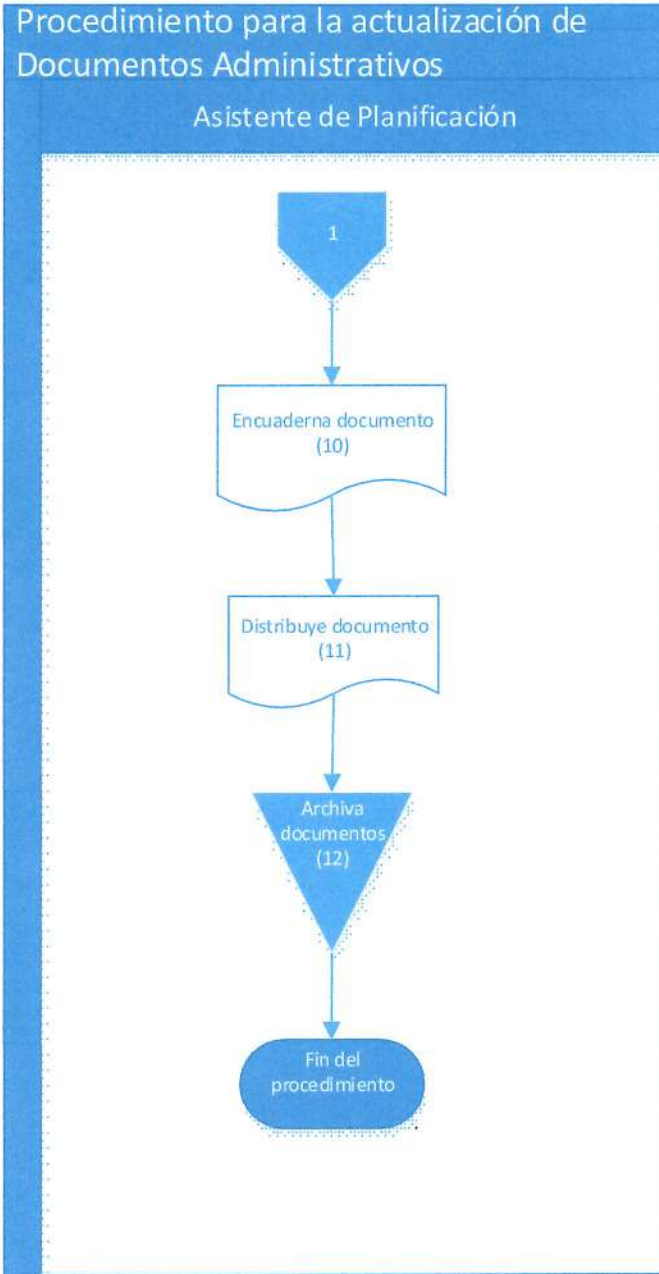 Procedimiento para la actualización de
Documentos Administrativos
Asistente de Planificación
1
Encuaderna documento
(10)
Distribuye documento
(11)
Archiva
documentos
(12)
Fin del
procedimiento